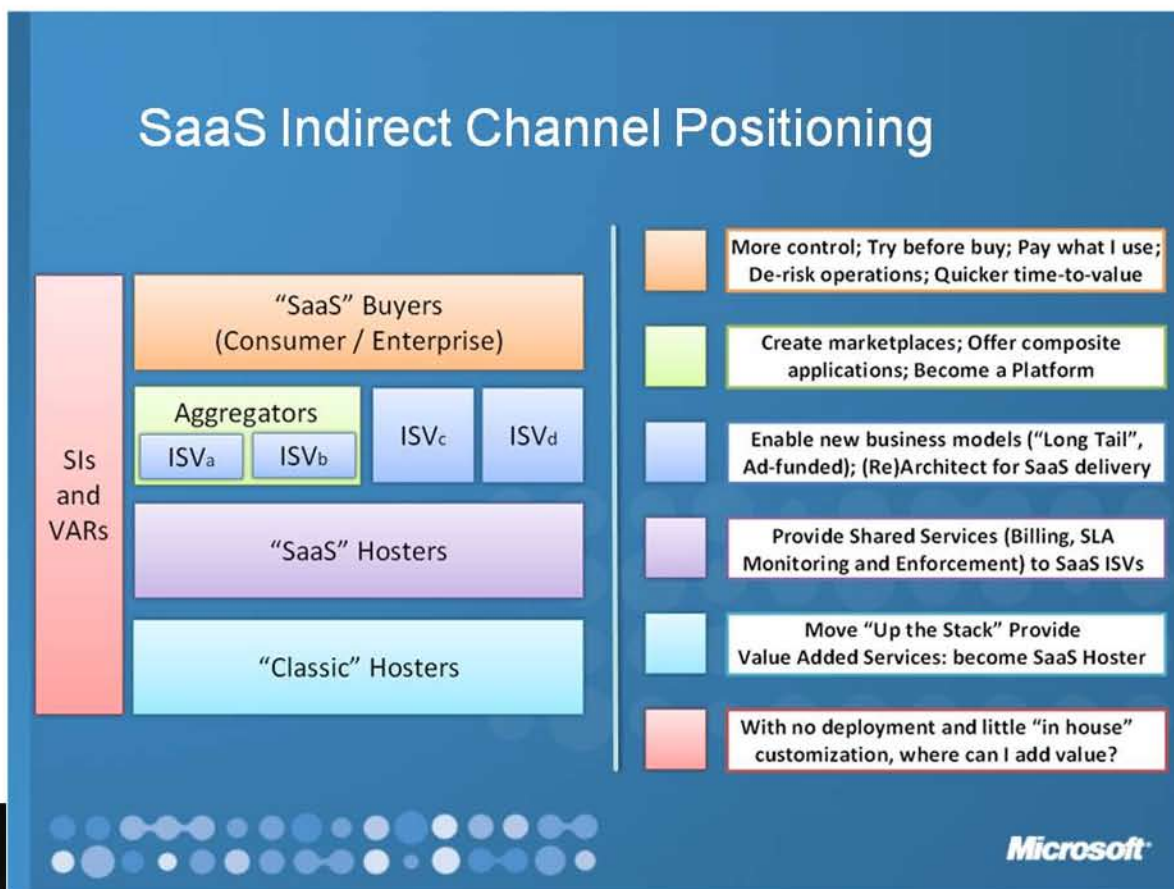 SaaS Indirect Channel Positioning
SIs
and
VARs
“SaaS” Buyers
(Consumer / Enterprise)
Aggregators
ISVa
ISVb
ISVc
ISVd
“SaaS” Hosters
“Classic” Hosters
More control; Try before buy; Pay what I use;
De-risk operations; Quicker time-to-value
Create marketplaces; Offer composite
applications; Become a Platform
Enable new business models (“Long Tail”,
Ad-funded); (Re)Architect for SaaS delivery
Provide Shared Services (Billing, SLA
Monitoring and Enforcement) to SaaS ISVs
Move “Up the Stack” Provide
Value Added Services: become SaaS Hoster
With no deployment and little “in house”
customization, where can I add value?
Microsoft